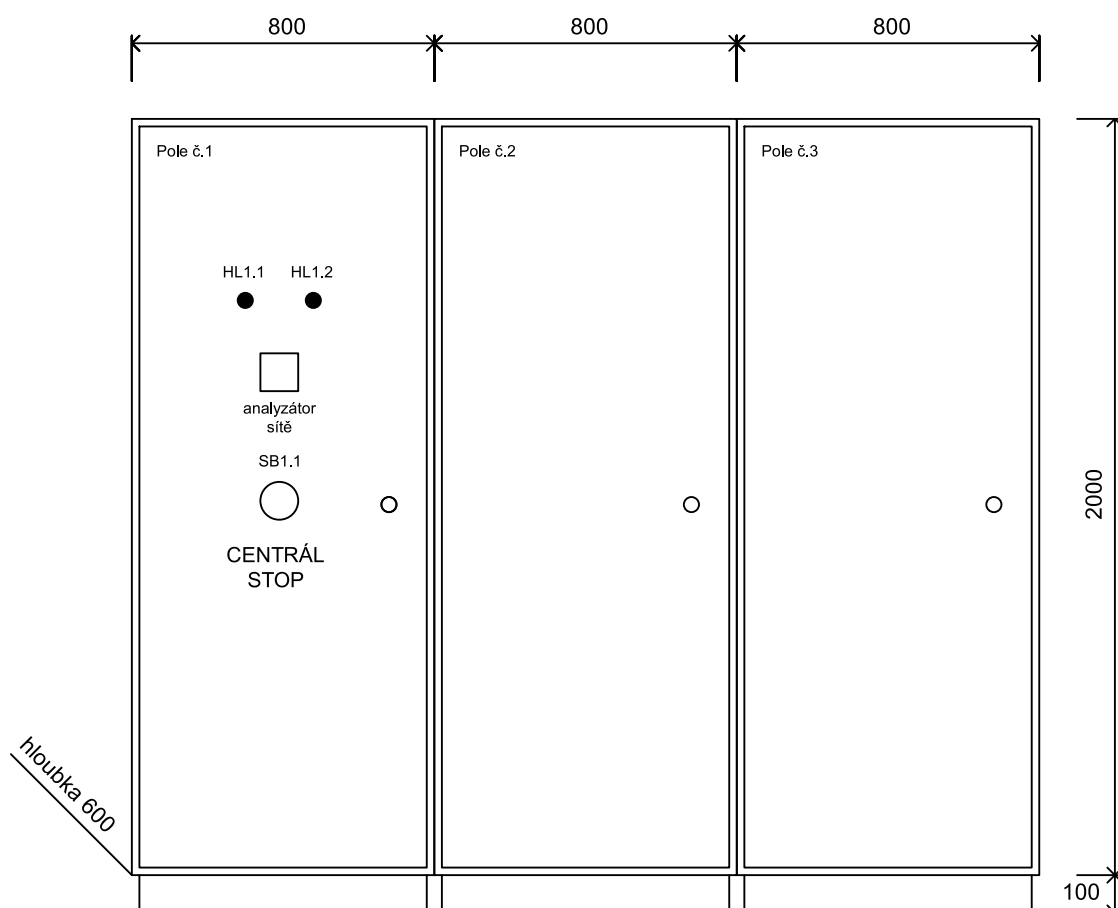 800 800 800
Pole č.1 Pole č.2 Pole č.3
HL1.1 HL1.2
analyzátor
sítě
SB1.1
CENTRÁL
STOP
2000
hloubka 600
100